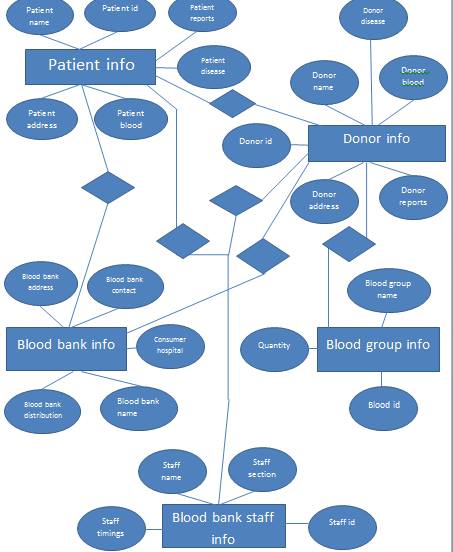 Patient
name
Patient id
Patient
reports
Donor
disease
Patient info
Patient
disease
Donor
name
Donor
blood
Patient
address
Patient
blood
Donor id
Donor info
Donor
address
Donor
reports
Blood bank
address
Blood bank
contact
Blood group
name
Blood bank info
Consumer
hospital
Quantity
Blood group info
Blood bank
distribution
Blood bank
name
Blood id
Staff
name
Staff
section
Staff
timings
Blood bank staff
info
Staff id